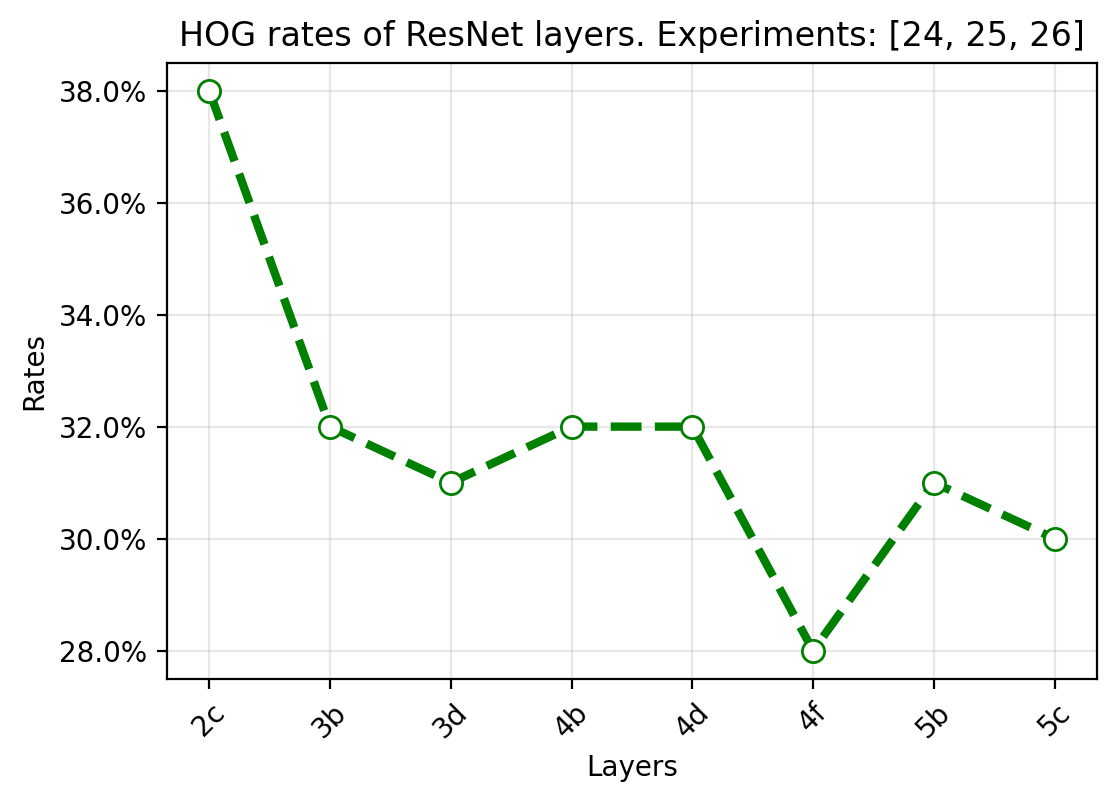 HOG rates of ResNet layers. Experiments: [24, 25, 26]
38.0%
36.0%
34.0%
32.0%
30.0%
28.0%
Rates
2c 3b 3d 4b 4d 4f 5b 5c
Layers